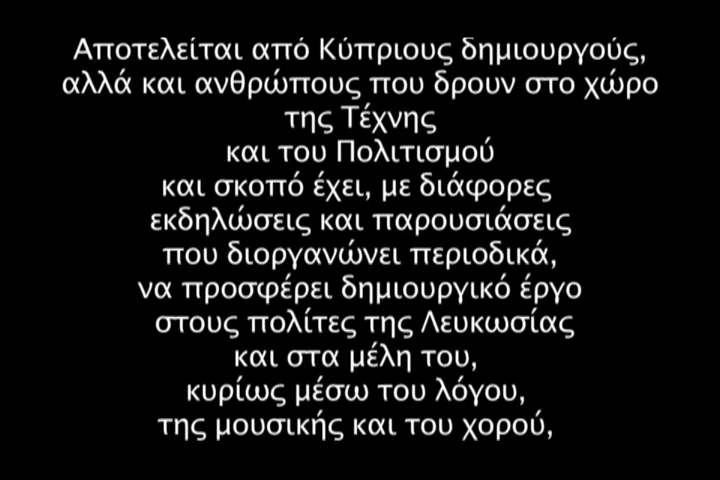 Αποτελείται από Κύπριους δημιουργούς,
αλλά και ανθρώπους που δρουν στο χώρο
της Τέχνης
και του Πολιτισμού
και σκοπό έχει, με διάφορες
εκδηλώσεις και παρουσιάσεις
που διοργανώνει περιοδικά,
να προσφέρει δημιουργικό έργο
στους πολίτες της Λευκωσίας
και στα μέλη του,
κυρίως μέσω του λόγου,
της μουσικής και του χορού,